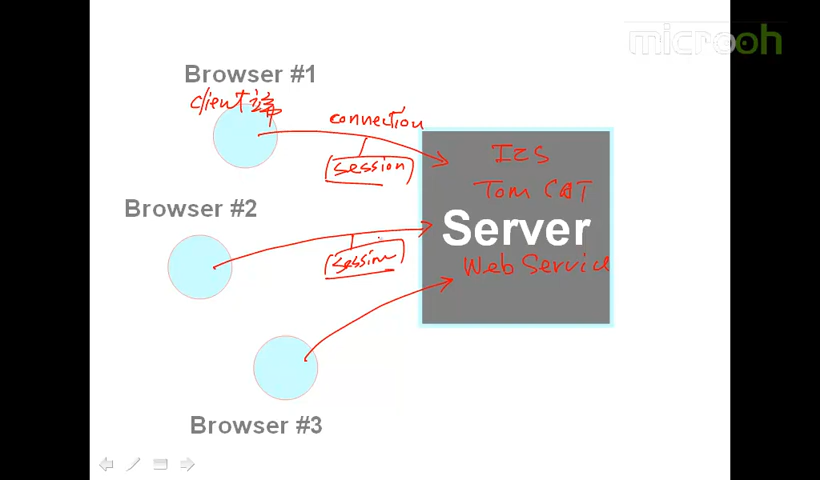 microoh
Browser #1
client端
connection
session
IIS
Tom CAT
Browser #2
Server
session
Web Service
Browser #3